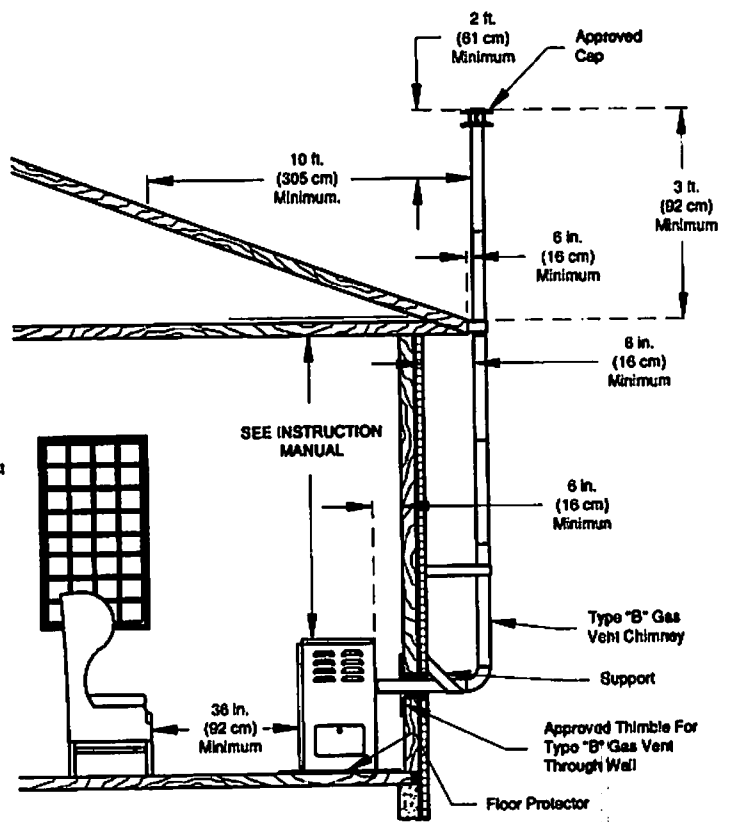 2 ft.
(61 cm)
Minimum
Approved
Cap
10 ft.
(305 cm)
Minimum.
3 ft.
(92 cm)
Minimum
6 in.
(16 cm)
Minimum
6 in.
(16 cm)
Minimum
SEE INSTRUCTION
MANUAL
6 in.
(16 cm)
Minimun
Type "B" Gas
Vent Chimney
Support
36 in.
(92 cm)
Minimum
Approved Thimble For
Type "B" Gas Vent
Through Wall
Floor Protector